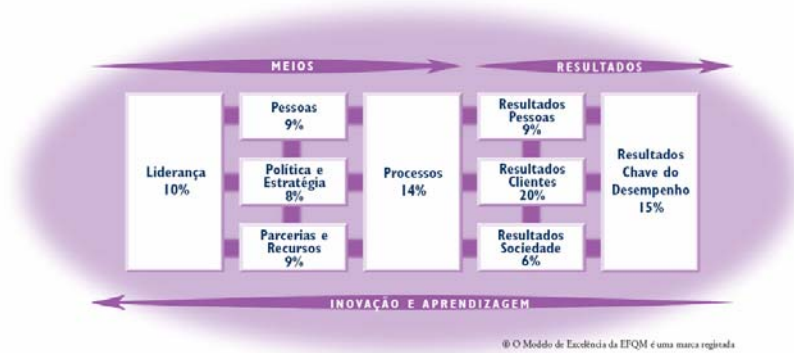 MEIOS
RESULTADOS
Liderança
10%
Pessoas
9%
Política e
Estratégia
8%
Parcerias e
Recursos
9%
Processos
14%
Resultados
Pessoas
9%
Resultados
Clientes
20%
Resultados
Sociedade
6%
Resultados
Chave do
Desempenho
15%
INOVAÇÃO E APRENDIZAGEM
® O Modelo de Excelência da EFQM é uma marca registada